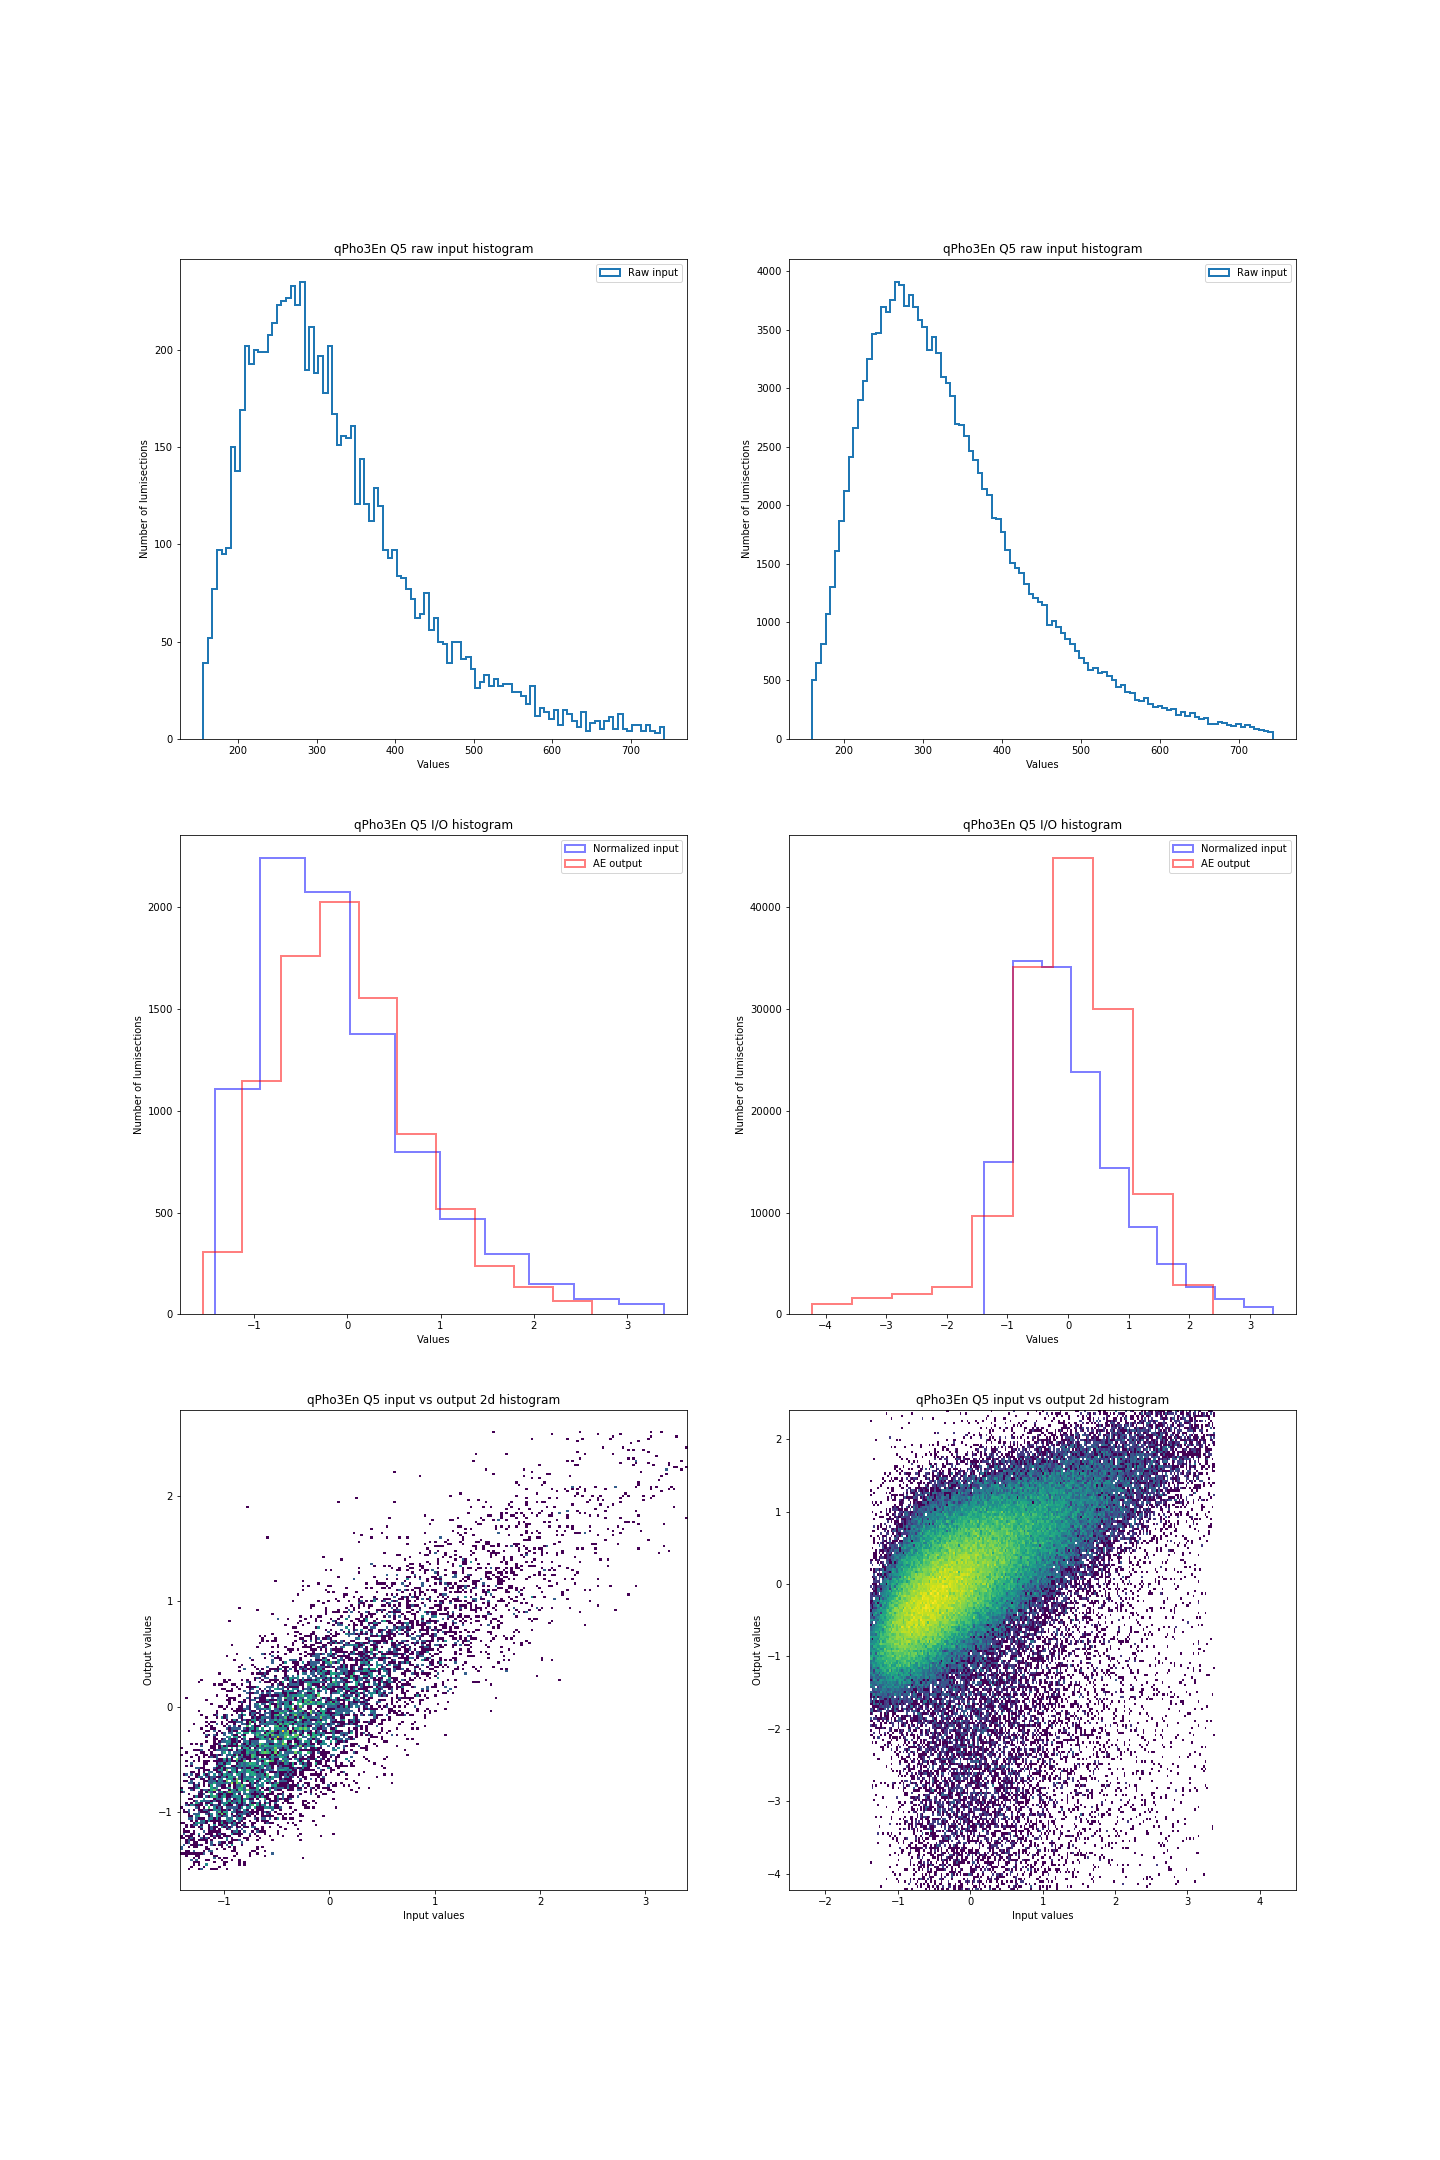 qPho3En Q5 raw input histogram
Raw input
Number of lumisections
200
150
100
50
0
200 300 400 500 600 700
Values
qPho3En Q5 raw input histogram
Raw input
Number of lumisections
4000
3500
3000
2500
2000
1500
1000
500
0
200 300 400 500 600 700
Values
qPho3En Q5 I/O histogram
Normalized input
AE output
Number of lumisections
2000
1500
1000
500
0
−1 0 1 2 3
Values
qPho3En Q5 I/O histogram
Normalized input
AE output
Number of lumisections
40000
30000
20000
10000
0
−4 −3 −2 −1 0 1 2 3
Values
qPho3En Q5 input vs output 2d histogram
Output values
2
1
0
−1
−1 0 1 2 3
Input values
qPho3En Q5 input vs output 2d histogram
Output values
2
1
0
−1
−2
−3
−4
−2 −1 0 1 2 3 4
Input values